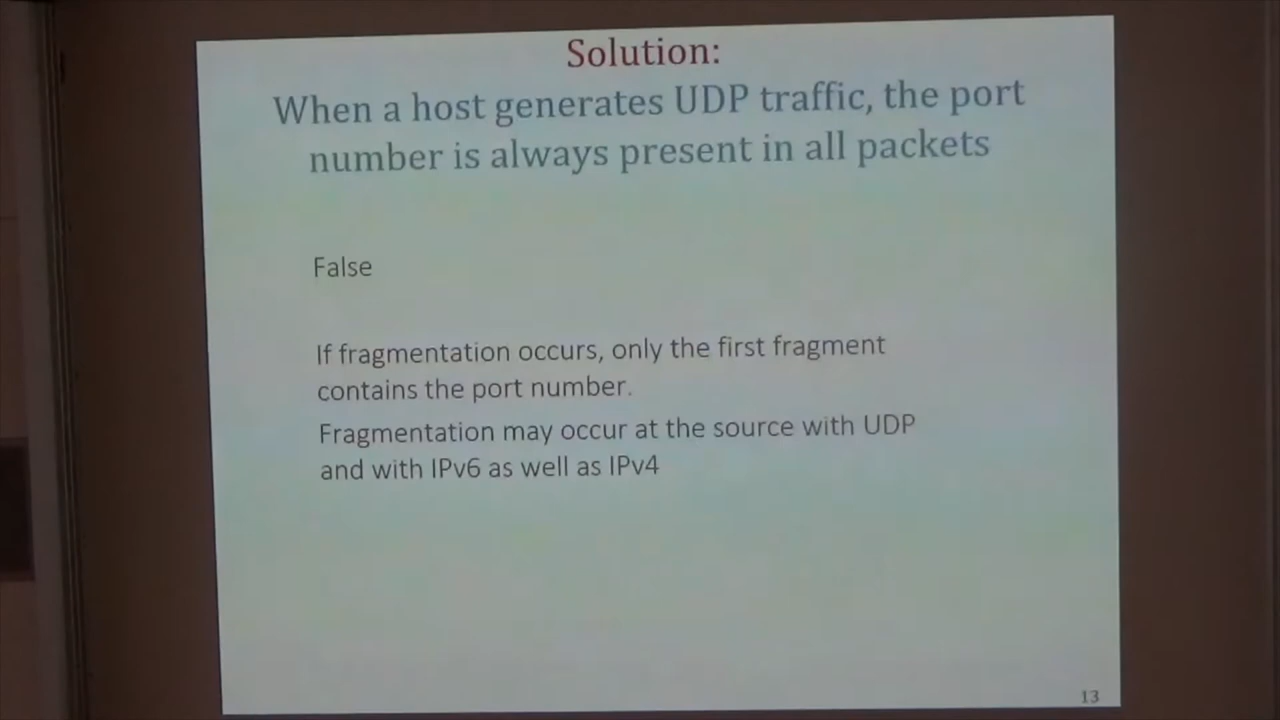 Solution:
When a host generates UDP traffic, the port
number is always present in all packets
False
If fragmentation occurs, only the first fragment
contains the port number.
Fragmentation may occur at the source with UDP
and with IPv6 as well as IPv4
13